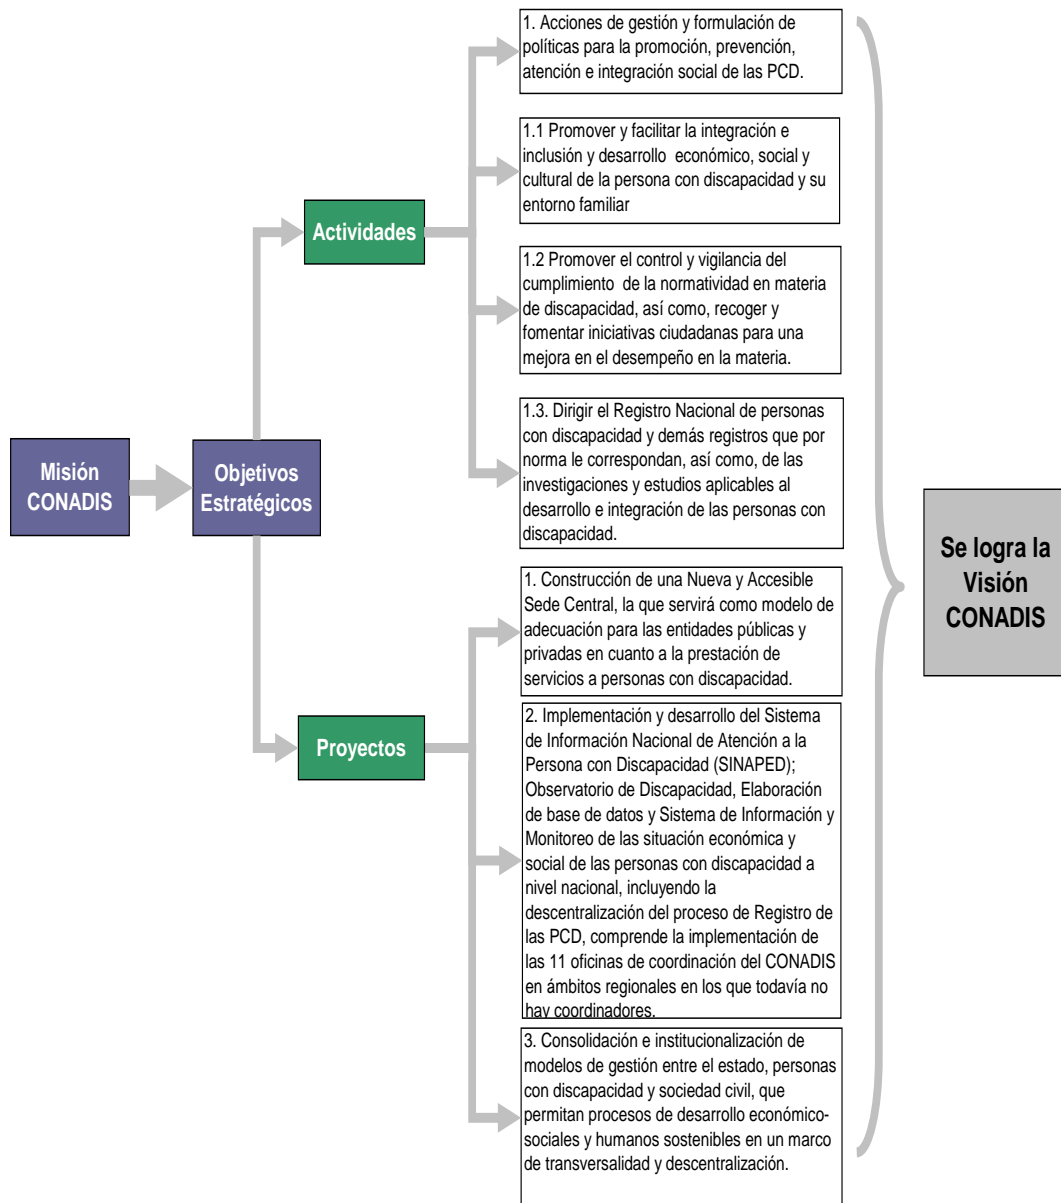 Misión
CONADIS
Objetivos
Estratégicos
Actividades
1. Acciones de gestión y formulación de
políticas para la promoción, prevención,
atención e integración social de las PCD.
1.1 Promover y facilitar la integración e
inclusión y desarrollo económico, social y
cultural de la persona con discapacidad y su
entorno familiar
1.2 Promover el control y vigilancia del
cumplimiento de la normatividad en materia
de discapacidad, así como, recoger y
fomentar iniciativas ciudadanas para una
mejora en el desempeño en la materia.
1.3. Dirigir el Registro Nacional de personas
con discapacidad y demás registros que por
norma le correspondan, así como, de las
investigaciones y estudios aplicables al
desarrollo e integración de las personas con
discapacidad.
Proyectos
1. Construcción de una Nueva y Accesible
Sede Central, la que servirá como modelo de
adecuación para las entidades públicas y
privadas en cuanto a la prestación de
servicios a personas con discapacidad.
2. Implementación y desarrollo del Sistema
de Información Nacional de Atención a la
Persona con Discapacidad (SINAPED);
Observatorio de Discapacidad, Elaboración
de base de datos y Sistema de Información y
Monitoreo de las situación económica y
social de las personas con discapacidad a
nivel nacional, incluyendo la
descentralización del proceso de Registro de
las PCD, comprende la implementación de
las 11 oficinas de coordinación del CONADIS
en ámbitos regionales en los que todavía no
hay coordinadores.
3. Consolidación e institucionalización de
modelos de gestión entre el estado, personas
con discapacidad y sociedad civil, que
permitan procesos de desarrollo económico-
sociales y humanos sostenibles en un marco
de transversalidad y descentralización.
Se logra la
Visión
CONADIS